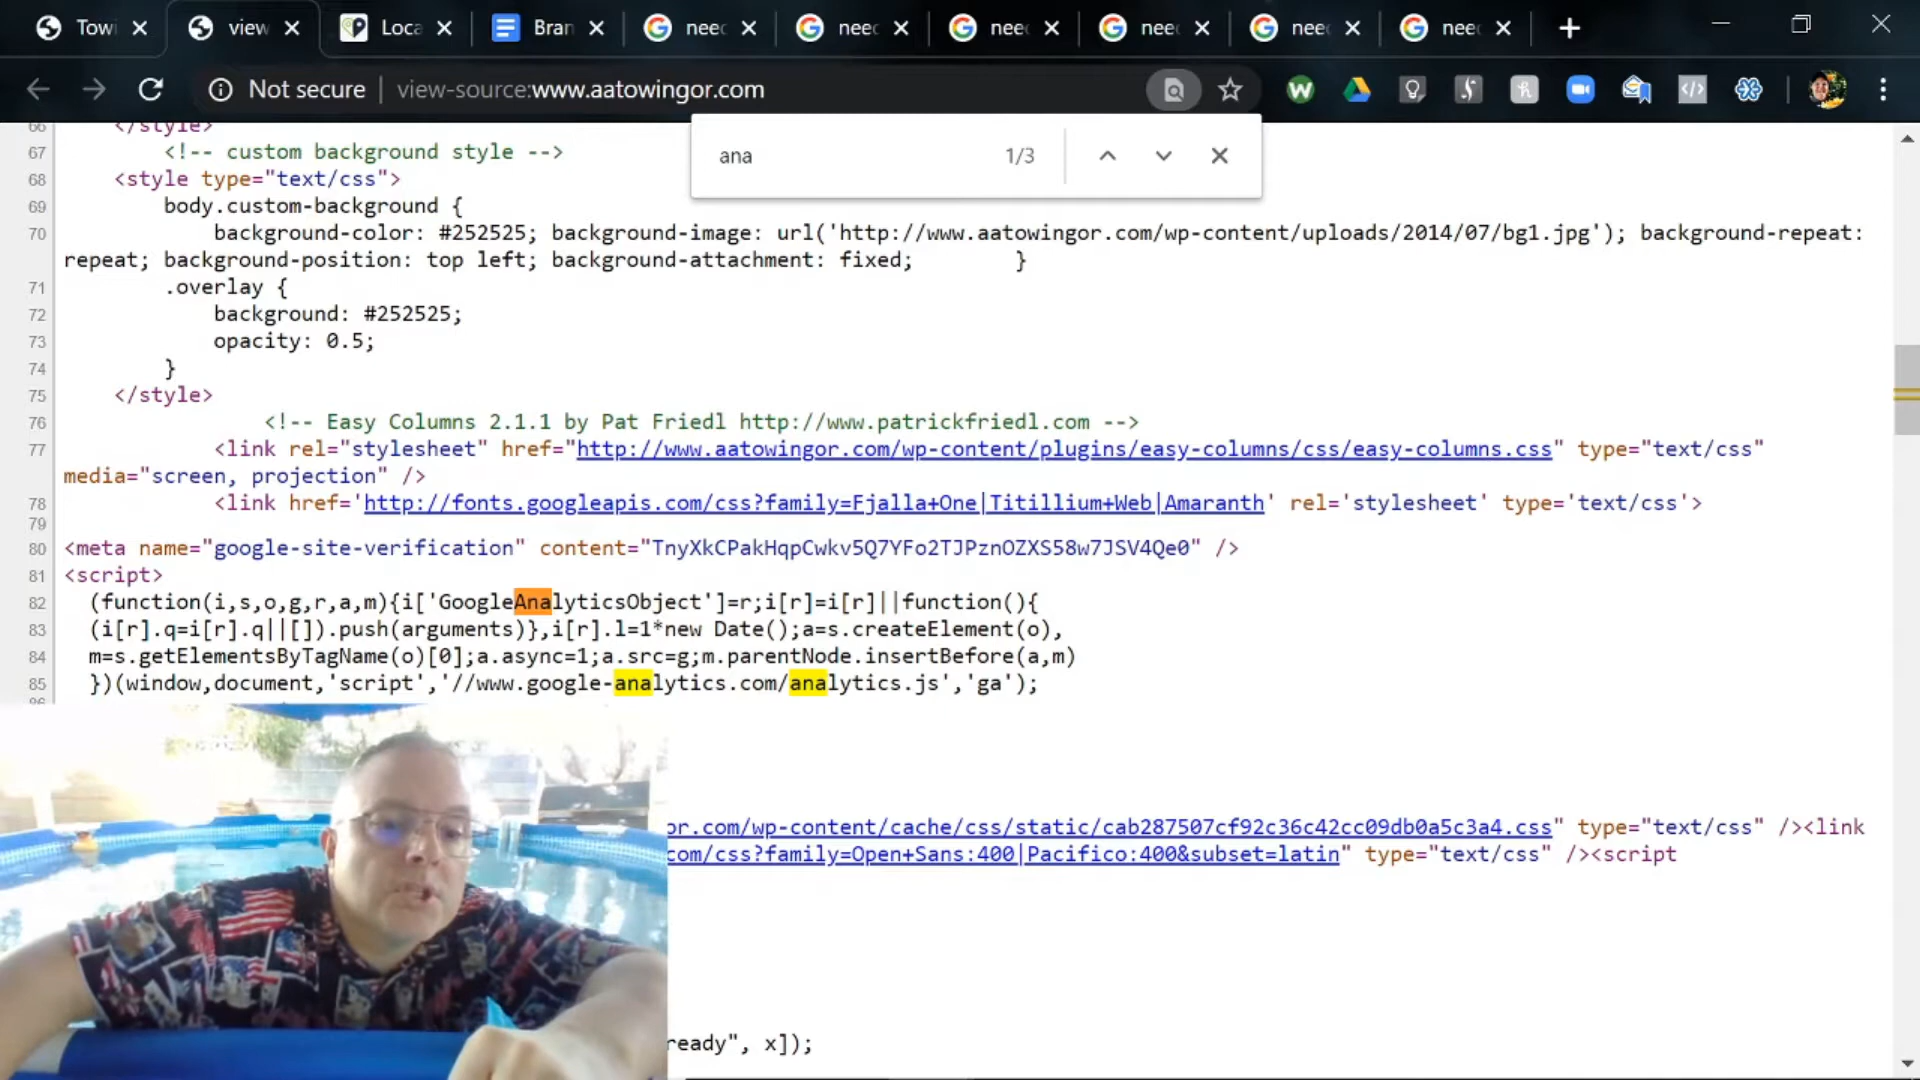 Towi
view
Loca
Bran
need
nee
nee
nee
nee
nee
Not secure
view-source:www.aatowingor.com
ana
1/3
66 </style>
67 <!-- custom background style -->
68 <style type="text/css">
69 body.custom-background {
70 background-color: #252525; background-image: url('http://www.aatowingor.com/wp-content/uploads/2014/07/bg1.jpg'); background-repeat:
repeat; background-position: top left; background-attachment: fixed; }
71 .overlay {
72 background: #252525;
73 opacity: 0.5;
74 }
75 </style>
76 <!-- Easy Columns 2.1.1 by Pat Friedl http://www.patrickfriedl.com -->
77 <link rel="stylesheet" href="http://www.aatowingor.com/wp-content/plugins/easy-columns/css/easy-columns.css" type="text/css"
media="screen, projection" />
78 <link href='http://fonts.googleapis.com/css?family=Fjalla+One|Titillium+Web|Amaranth' rel='stylesheet' type='text/css'>
79
80 <meta name="google-site-verification" content="TnyXkCPakHqpCwkv5Q7YFo2TJPznOZXS58w7JSV4Qe0" />
81 <script>
82 (function(i,s,o,g,r,a,m){i['GoogleAnalyticsObject']=r;i[r]=i[r]||function(){
83 (i[r].q=i[r].q||[]).push(arguments)},i[r].l=1*new Date();a=s.createElement(o),
84 m=s.getElementsByTagName(o)[0];a.async=1;a.src=g;m.parentNode.insertBefore(a,m)
85 })(window,document,'script','//www.google-analytics.com/analytics.js','ga');
or.com/wp-content/cache/css/static/cab287507cf92c36c42cc09db0a5c3a4.css" type="text/css" /><link
com/css?family=Open+Sans:400|Pacifico:400&subset=latin" type="text/css" /><script
ready", x]);